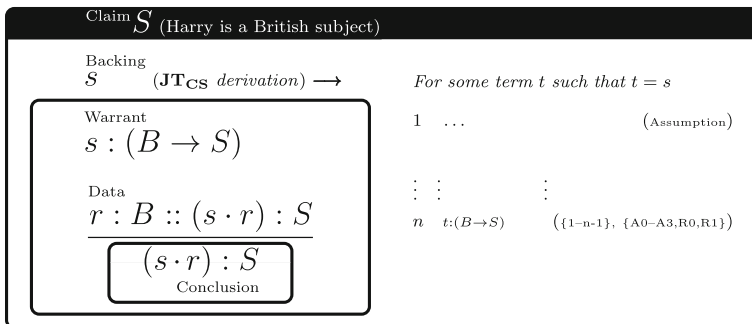 Claim S (Harry is a British subject)
Backing
s (JT_CS derivation) ⟶
Warrant
s : (B → S)
Data
r : B :: (s · r) : S
(s · r) : S
Conclusion
For some term t such that t = s
1 ... (Assumption)
⋮ ⋮ ⋮
n t:(B→S) ({1–n-1}, {A0–A3,R0,R1})